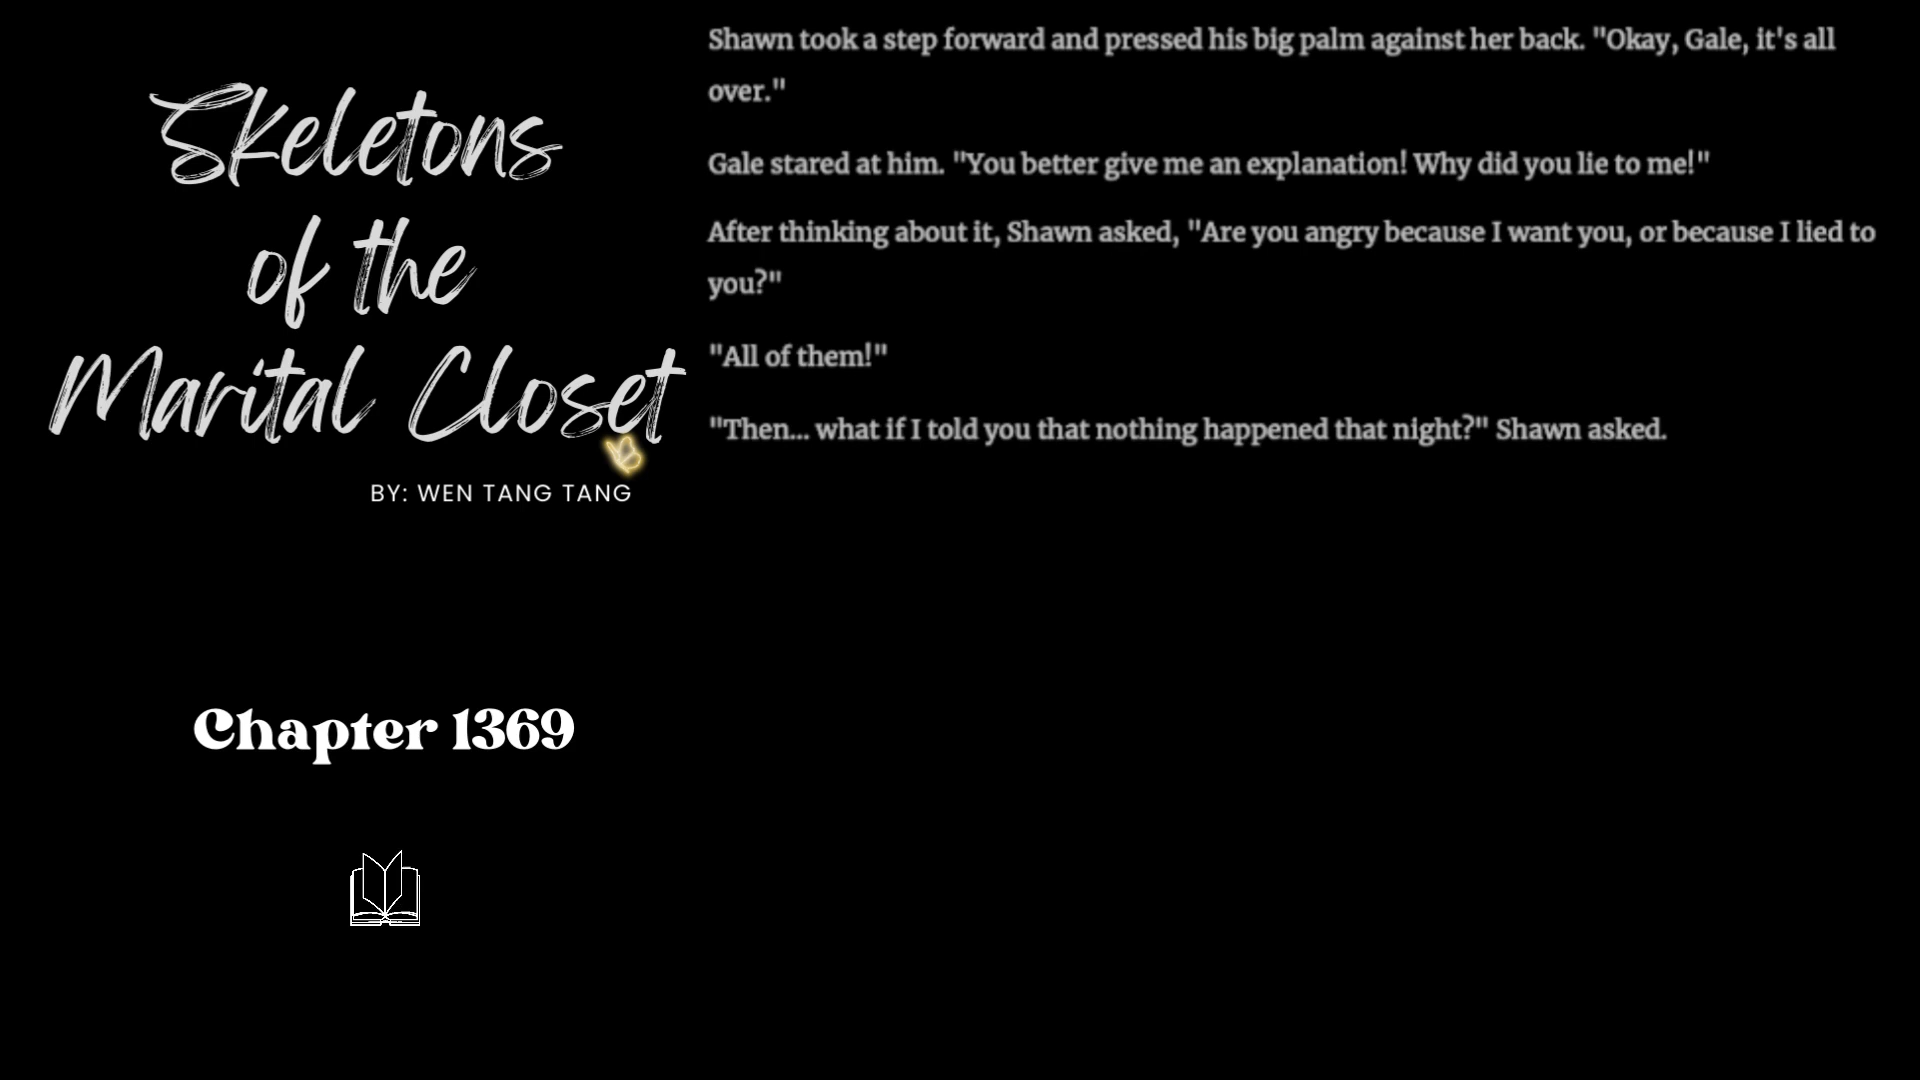 Skeletons
of the
Marital Closet
BY: WEN TANG TANG
Chapter 1369
Shawn took a step forward and pressed his big palm against her back. "Okay, Gale, it's all
over."
Gale stared at him. "You better give me an explanation! Why did you lie to me!"
After thinking about it, Shawn asked, "Are you angry because I want you, or because I lied to
you?"
"All of them!"
"Then... what if I told you that nothing happened that night?" Shawn asked.